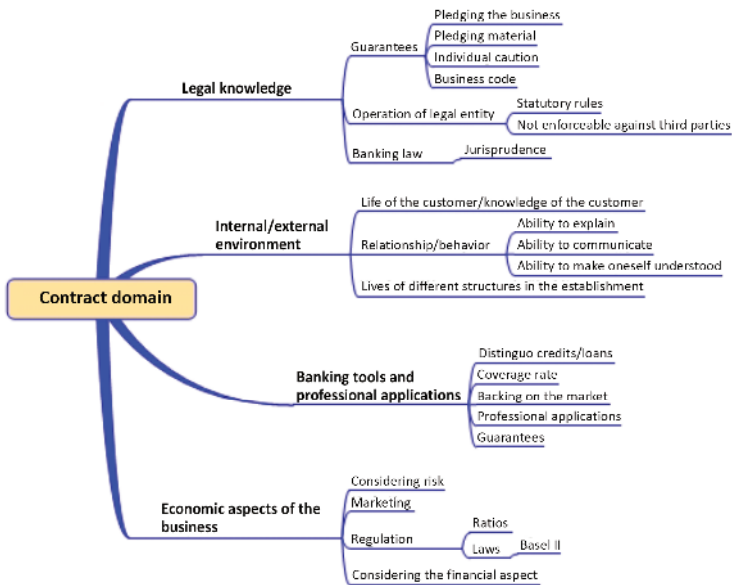 Contract domain
Legal knowledge
Guarantees
Pledging the business
Pledging material
Individual caution
Business code
Operation of legal entity
Statutory rules
Not enforceable against third parties
Banking law
Jurisprudence
Internal/external
environment
Life of the customer/knowledge of the customer
Relationship/behavior
Ability to explain
Ability to communicate
Ability to make oneself understood
Lives of different structures in the establishment
Banking tools and
professional applications
Distinguo credits/loans
Coverage rate
Backing on the market
Professional applications
Guarantees
Economic aspects of the
business
Considering risk
Marketing
Regulation
Ratios
Laws
Basel II
Considering the financial aspect